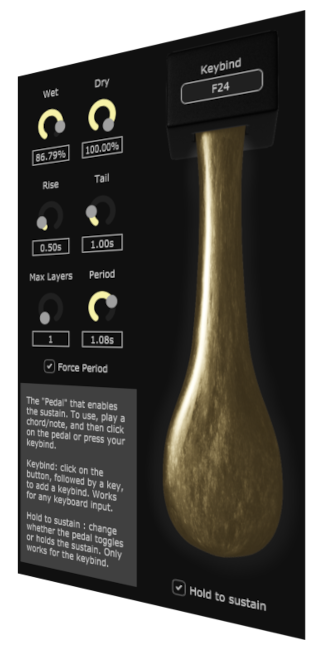 Keybind
F24
Wet Dry
86.79% 100.00%
Rise Tail
0.50s 1.00s
Max Layers Period
1 1.08s
Force Period
The "Pedal" that enables
the sustain. To use, play a
chord/note, and then click
on the pedal or press your
keybind.
Keybind: click on the
button, followed by a key,
to add a keybind. Works
for any keyboard input.
Hold to sustain : change
whether the pedal toggles
or holds the sustain. Only
works for the keybind.
Hold to sustain